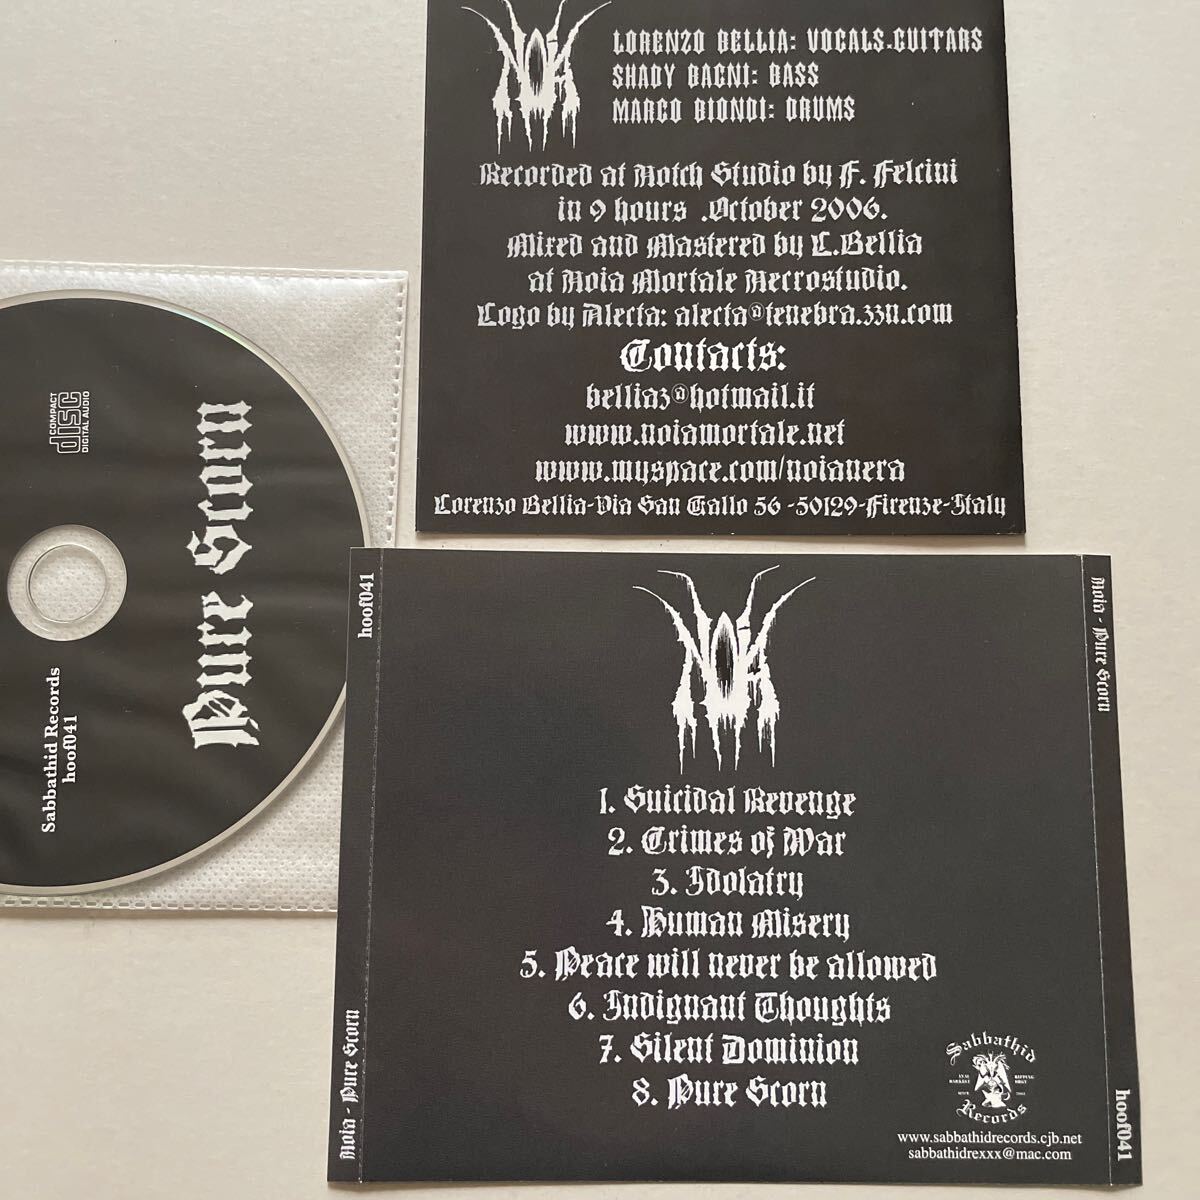 NOIA
LORENZO BELLIA: VOCALS-GUITARS
SHADY BAGNI: BASS
MARCO BIONDI: DRUMS
Recorded at Notch Studio by F. Felcini
in 9 hours .October 2006.
Mixed and Mastered by L.Bellia
at Noia Mortale Necrostudio.
Logo by Alecta: alecta@tenebra.33n.com
Contacts:
bellia3@hotmail.it
www.noiamortale.net
www.myspace.com/noianera
Lorenzo Bellia-Via San Gallo 56 -50129-Firenze-Italy
COMPACT
disc
DIGITAL AUDIO
Pure Scorn
Sabbathid Records
hoof041
hoof041
Noia - Pure Scorn
NOIA
1. Suicidal Revenge
2. Crimes of War
3. Idolatry
4. Human Misery
5. Peace will never be allowed
6. Indignant Thoughts
7. Silent Dominion
8. Pure Scorn
Sabbathid
Records
www.sabbathidrecords.cjb.net
sabbathidrexxx@mac.com
Noia - Pure Scorn
hoof041